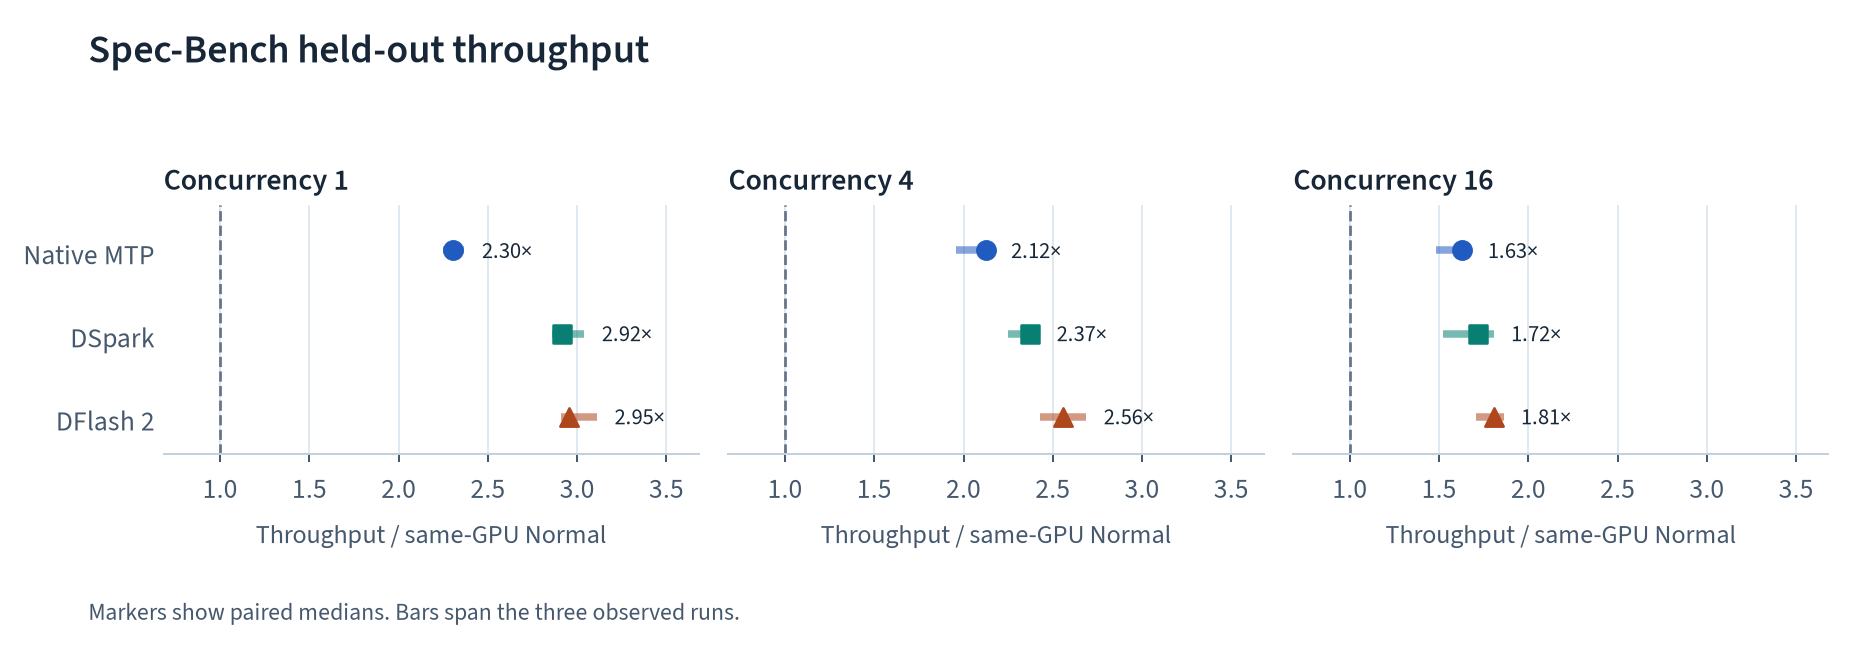 Spec-Bench held-out throughput
Concurrency 1
Concurrency 4
Concurrency 16
Native MTP
2.30×
2.12×
1.63×
DSpark
2.92×
2.37×
1.72×
DFlash 2
2.95×
2.56×
1.81×
1.0 1.5 2.0 2.5 3.0 3.5
1.0 1.5 2.0 2.5 3.0 3.5
1.0 1.5 2.0 2.5 3.0 3.5
Throughput / same-GPU Normal
Throughput / same-GPU Normal
Throughput / same-GPU Normal
Markers show paired medians. Bars span the three observed runs.